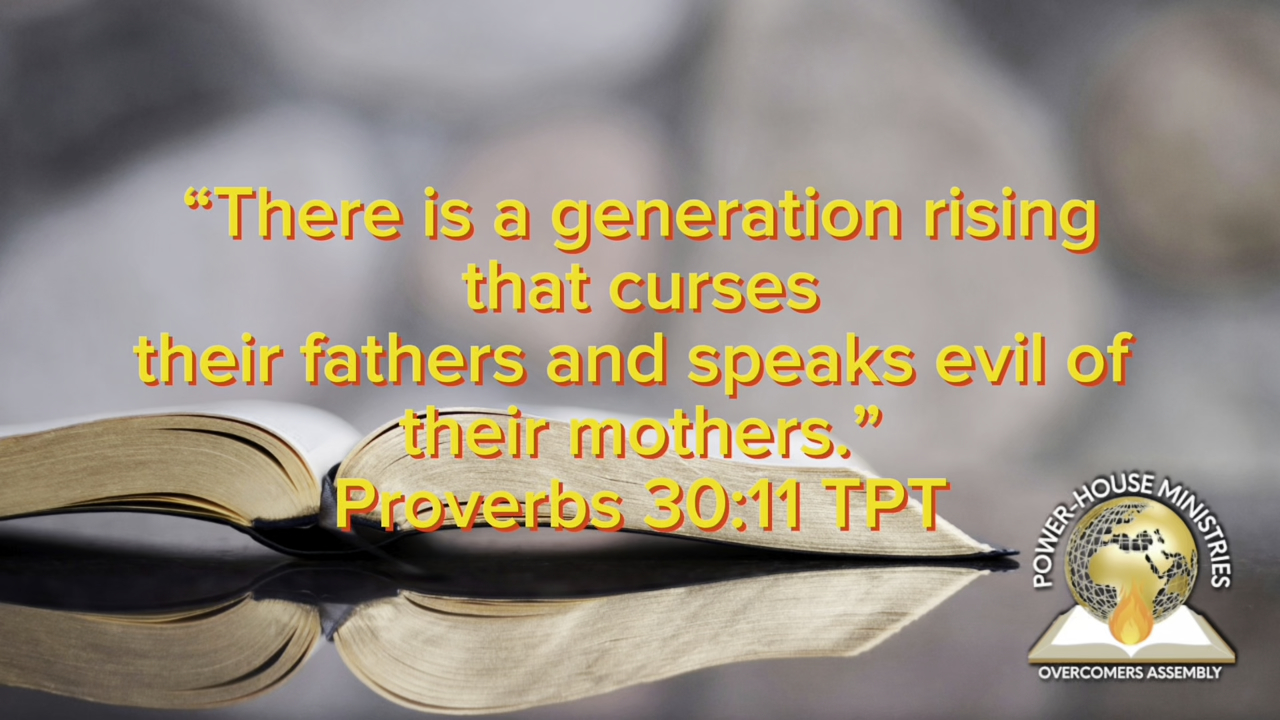 “There is a generation rising
that curses
their fathers and speaks evil of
their mothers.”
Proverbs 30:11 TPT
POWER-HOUSE MINISTRIES
OVERCOMERS ASSEMBLY